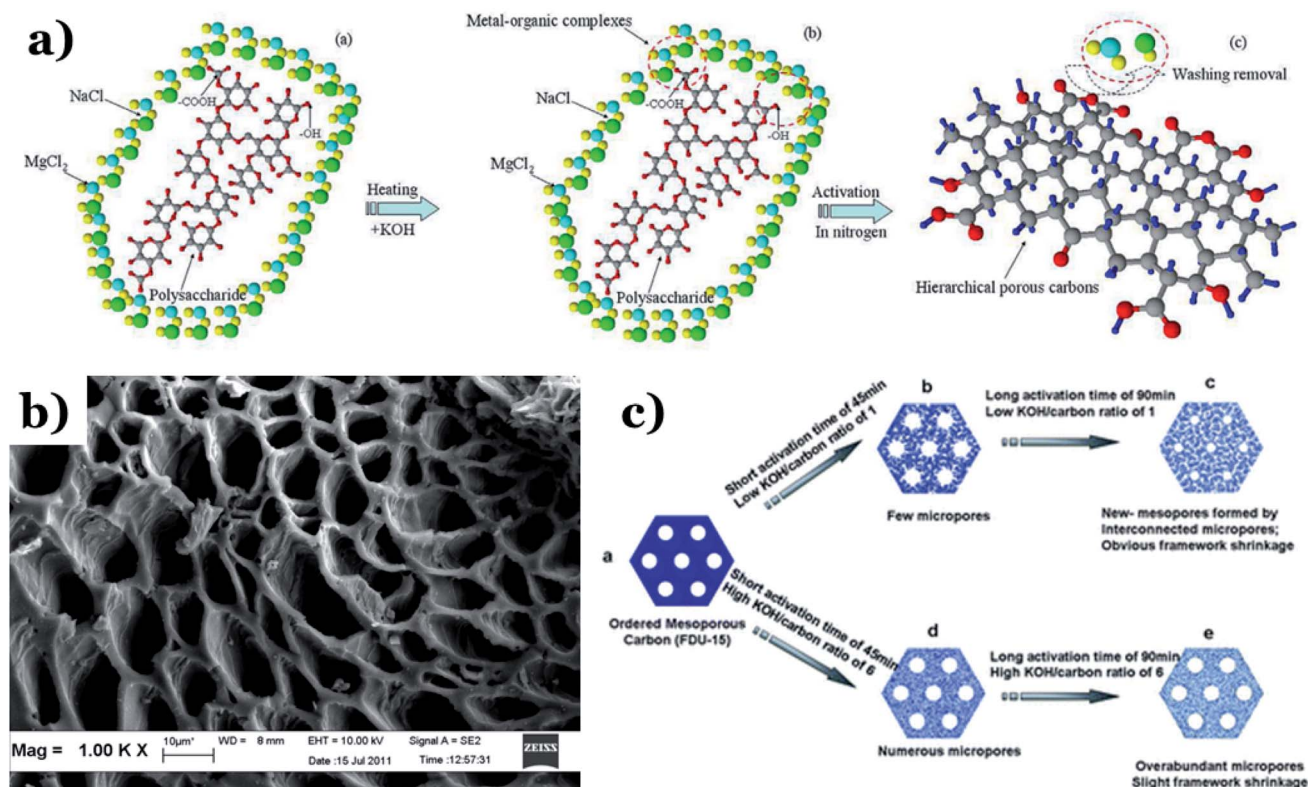 a)
(a)
NaCl
-COOH
-OH
MgCl2
Polysaccharide
Heating
+KOH
Metal-organic complexes
(b)
NaCl
-COOH
-OH
MgCl2
Polysaccharide
Activation
In nitrogen
(c)
Washing removal
Hierarchical porous carbons
b)
Mag = 1.00 K X
10µm*
WD = 8 mm
EHT = 10.00 kV
Signal A = SE2
Date :15 Jul 2011
Time :12:57:31
ZEISS
c)
a
Ordered Mesoporous
Carbon (FDU-15)
Short activation time of 45min
Low KOH/carbon ratio of 1
b
Few micropores
Long activation time of 90min
Low KOH/carbon ratio of 1
c
New- mesopores formed by
Interconnected micropores;
Obvious framework shrinkage
Short activation time of 45min
High KOH/carbon ratio of 6
d
Numerous micropores
Long activation time of 90min
High KOH/carbon ratio of 6
e
Overabundant micropores
Slight framework shrinkage